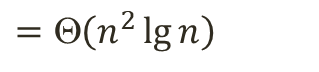 = Θ(𝑛² lg 𝑛)